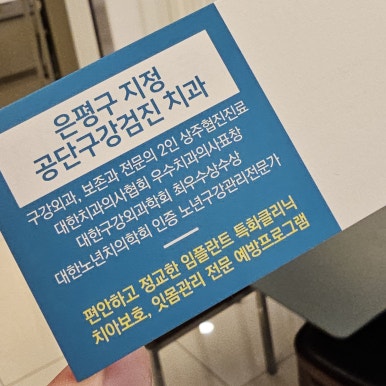 은평구 지정
공단구강검진 치과
구강외과, 보존과 전문의 2인 상주협진진료
대한치과의사협회 우수치과의사표창
대한구강외과학회 최우수상수상
대한노년치의학회 인증 노년구강관리전문가
편안하고 정교한 임플란트 특화클리닉
치아보호, 잇몸관리 전문 예방프로그램